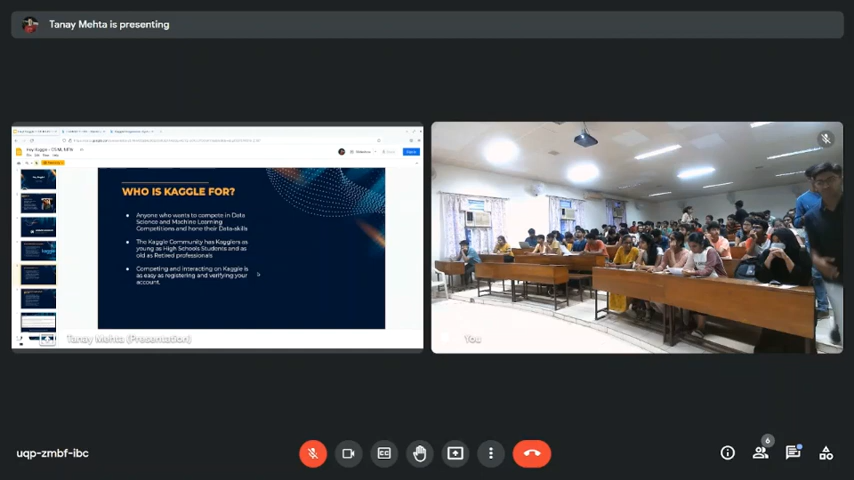 Tanay Mehta is presenting
WHO IS KAGGLE FOR?
Anyone who wants to compete in Data
Science and Machine Learning
Competitions and hone their Data-skills
The Kaggle Community has Kagglers as
young as High Schools Students and as
old as Retired professionals
Competing and Interacting on Kaggle is
as easy as registering and verifying your
account.
Tanay Mehta (Presentation)
You
uqp-zmbf-ibc
6